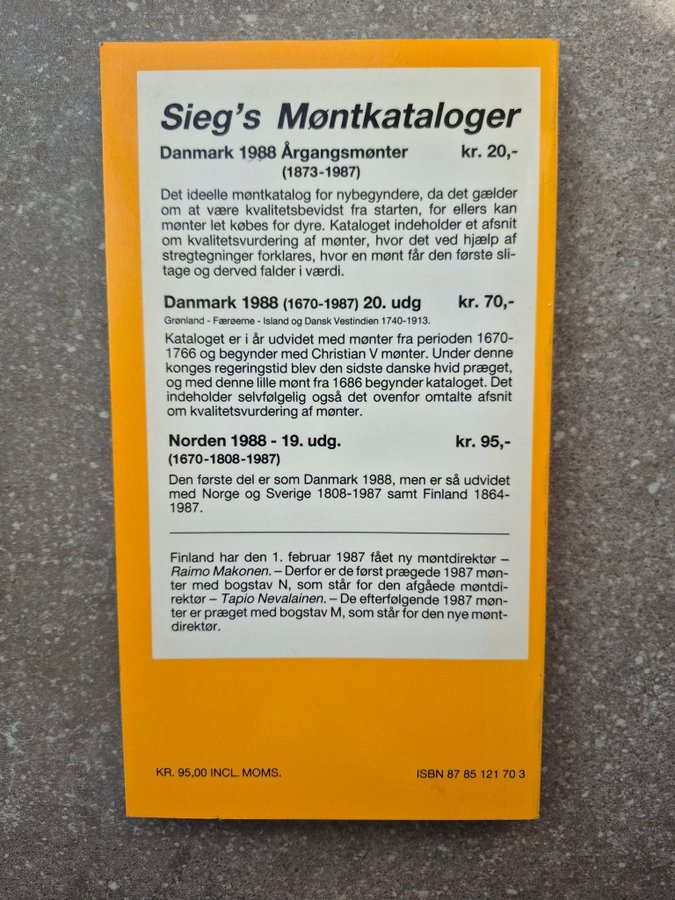 Sieg's Møntkataloger
Danmark 1988 Årgangsmønter kr. 20,-
(1873-1987)
Det ideelle møntkatalog for nybegyndere, da det gælder
om at være kvalitetsbevidst fra starten, for ellers kan
mønter let købes for dyre. Kataloget indeholder et afsnit
om kvalitetsvurdering af mønter, hvor det ved hjælp af
stregtegninger forklares, hvor en mønt får den første sli-
tage og derved falder i værdi.
Danmark 1988 (1670-1987) 20. udg kr. 70,-
Grønland - Færøerne - Island og Dansk Vestindien 1740-1913.
Kataloget er i år udvidet med mønter fra perioden 1670-
1766 og begynder med Christian V mønter. Under denne
konges regeringstid blev den sidste danske hvid præget,
og med denne lille mønt fra 1686 begynder kataloget. Det
indeholder selvfølgelig også det ovenfor omtalte afsnit
om kvalitetsvurdering af mønter.
Norden 1988 - 19. udg. kr. 95,-
(1670-1808-1987)
Den første del er som Danmark 1988, men er så udvidet
med Norge og Sverige 1808-1987 samt Finland 1864-
1987.
Finland har den 1. februar 1987 fået ny møntdirektør –
Raimo Makonen. – Derfor er de først prægede 1987 møn-
ter med bogstav N, som står for den afgåede møntdi-
rektør – Tapio Nevalainen. – De efterfølgende 1987 møn-
ter er præget med bogstav M, som står for den nye mønt-
direktør.
KR. 95,00 INCL. MOMS. ISBN 87 85 121 70 3